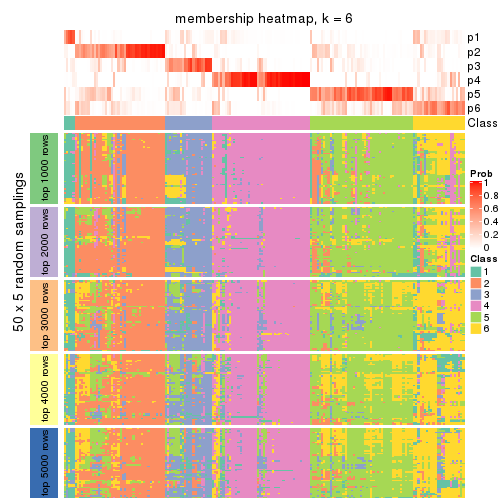 membership heatmap, k = 6
p1
p2
p3
p4
p5
p6
Class
50 x 5 random samplings
top 1000 rows
top 2000 rows
top 3000 rows
top 4000 rows
top 5000 rows
Prob
1
0.8
0.6
0.4
0.2
0
Class
1
2
3
4
5
6